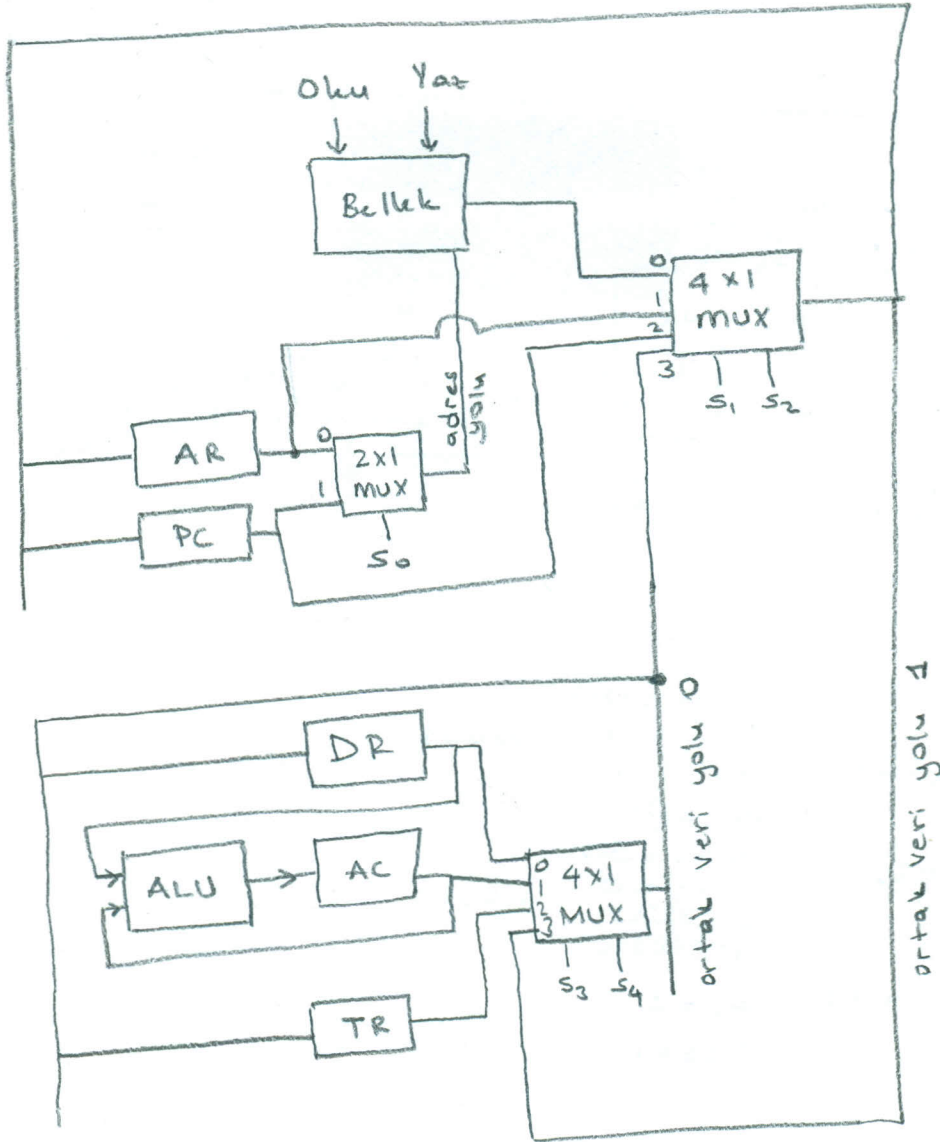 Oku Yaz
Bellek
0
4x1
1
MUX
2
3
S1 S2
adres
yolu
AR
0
2x1
MUX
1
PC
S0
0
ortak veri yolu
ortak veri yolu 1
DR
ALU
AC
0
4x1
1
MUX
2
3
S3 S4
TR